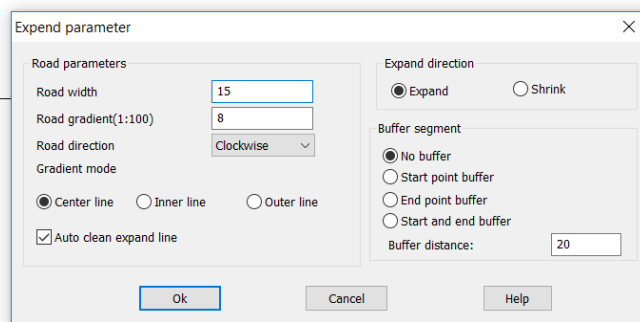 Expend parameter
Road parameters
Road width
15
Road gradient(1:100)
8
Road direction
Clockwise
Gradient mode
Center line
Inner line
Outer line
Auto clean expand line
Expand direction
Expand
Shrink
Buffer segment
No buffer
Start point buffer
End point buffer
Start and end buffer
Buffer distance:
20
Ok
Cancel
Help